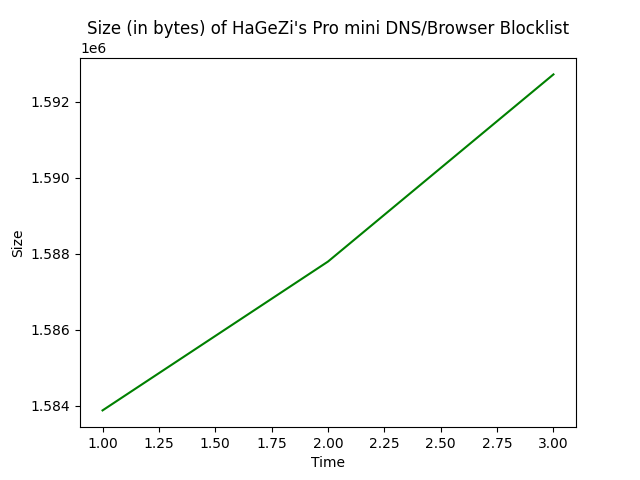 Size (in bytes) of HaGeZi's Pro mini DNS/Browser Blocklist
1e6
1.592
1.590
1.588
1.586
1.584
Size
1.00 1.25 1.50 1.75 2.00 2.25 2.50 2.75 3.00
Time